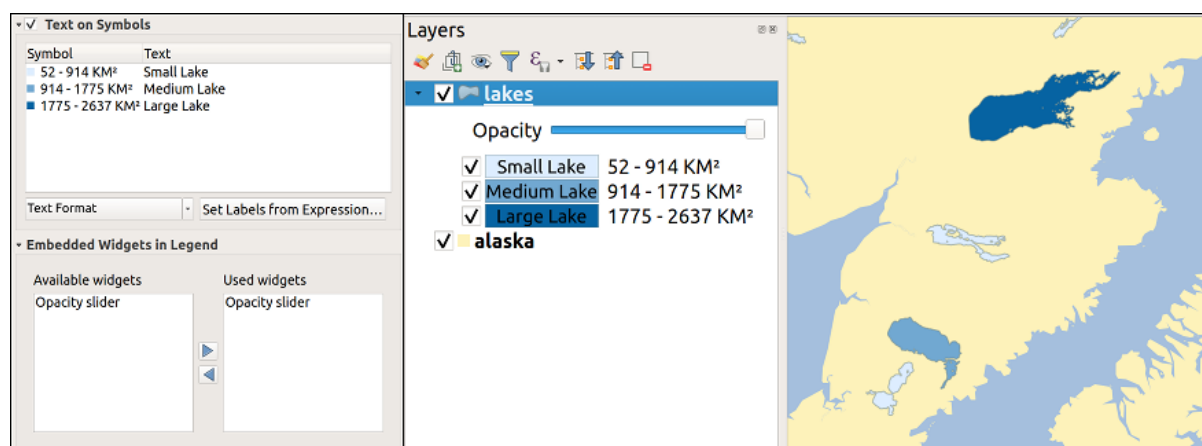 Text on Symbols
Symbol Text
52 - 914 KM² Small Lake
914 - 1775 KM² Medium Lake
1775 - 2637 KM² Large Lake
Text Format
Set Labels from Expression...
Embedded Widgets in Legend
Available widgets
Used widgets
Opacity slider
Opacity slider
Layers
lakes
Opacity
Small Lake 52 - 914 KM²
Medium Lake 914 - 1775 KM²
Large Lake 1775 - 2637 KM²
alaska